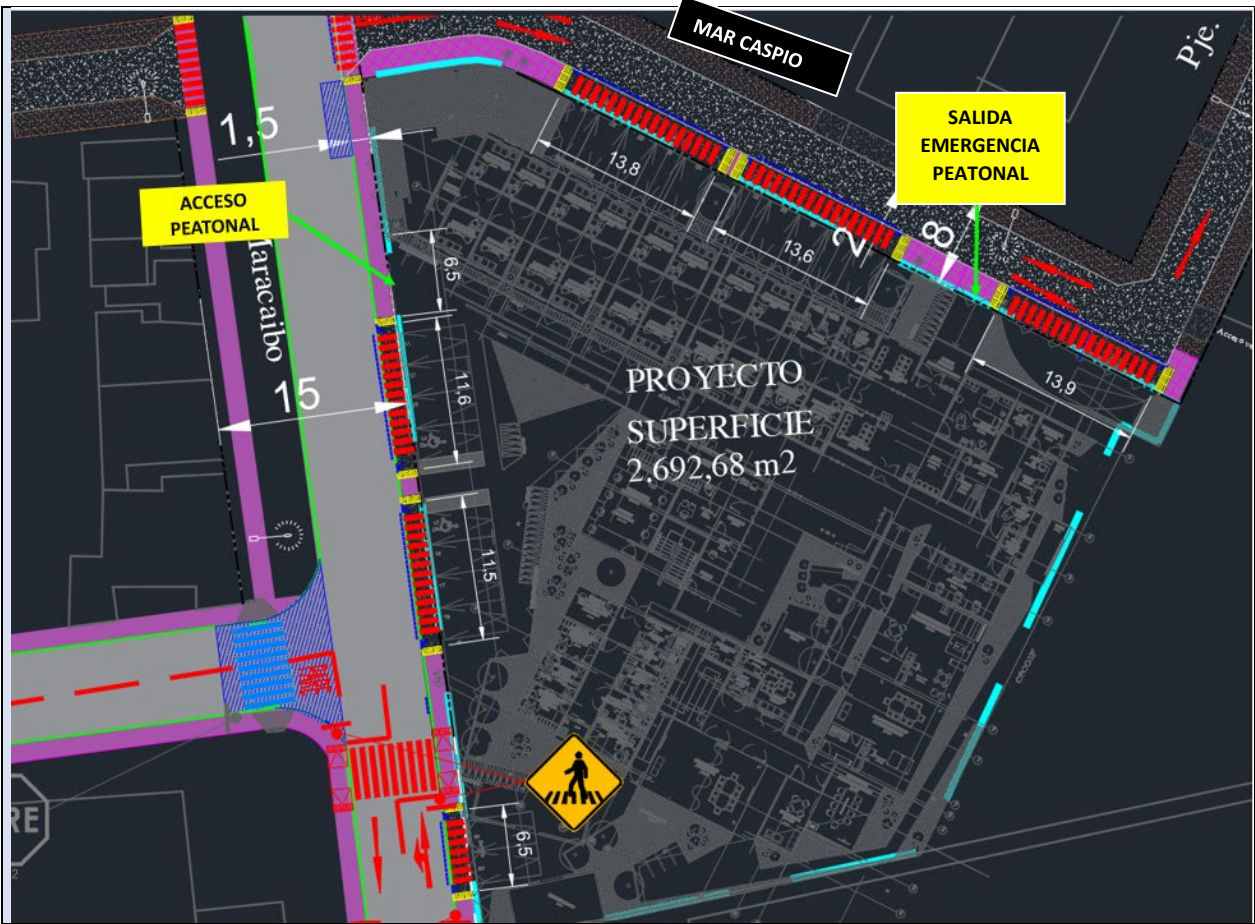 MAR CASPIO
Pje.
1,5
SALIDA
EMERGENCIA
PEATONAL
13,8
ACCESO
PEATONAL
13,6
2
8
6,5
Maracaibo
11,6
15
13,9
PROYECTO
SUPERFICIE
2.692,68 m2
11,5
6,5
RE